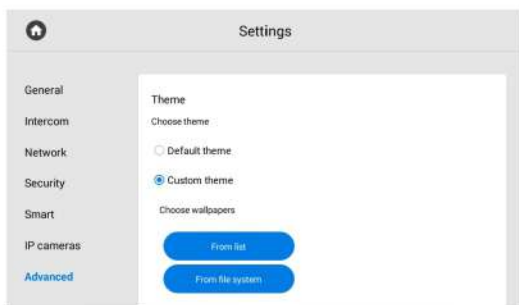 Settings
General
Intercom
Network
Security
Smart
IP cameras
Advanced
Theme
Choose theme
Default theme
Custom theme
Choose wallpapers
From list
From file system